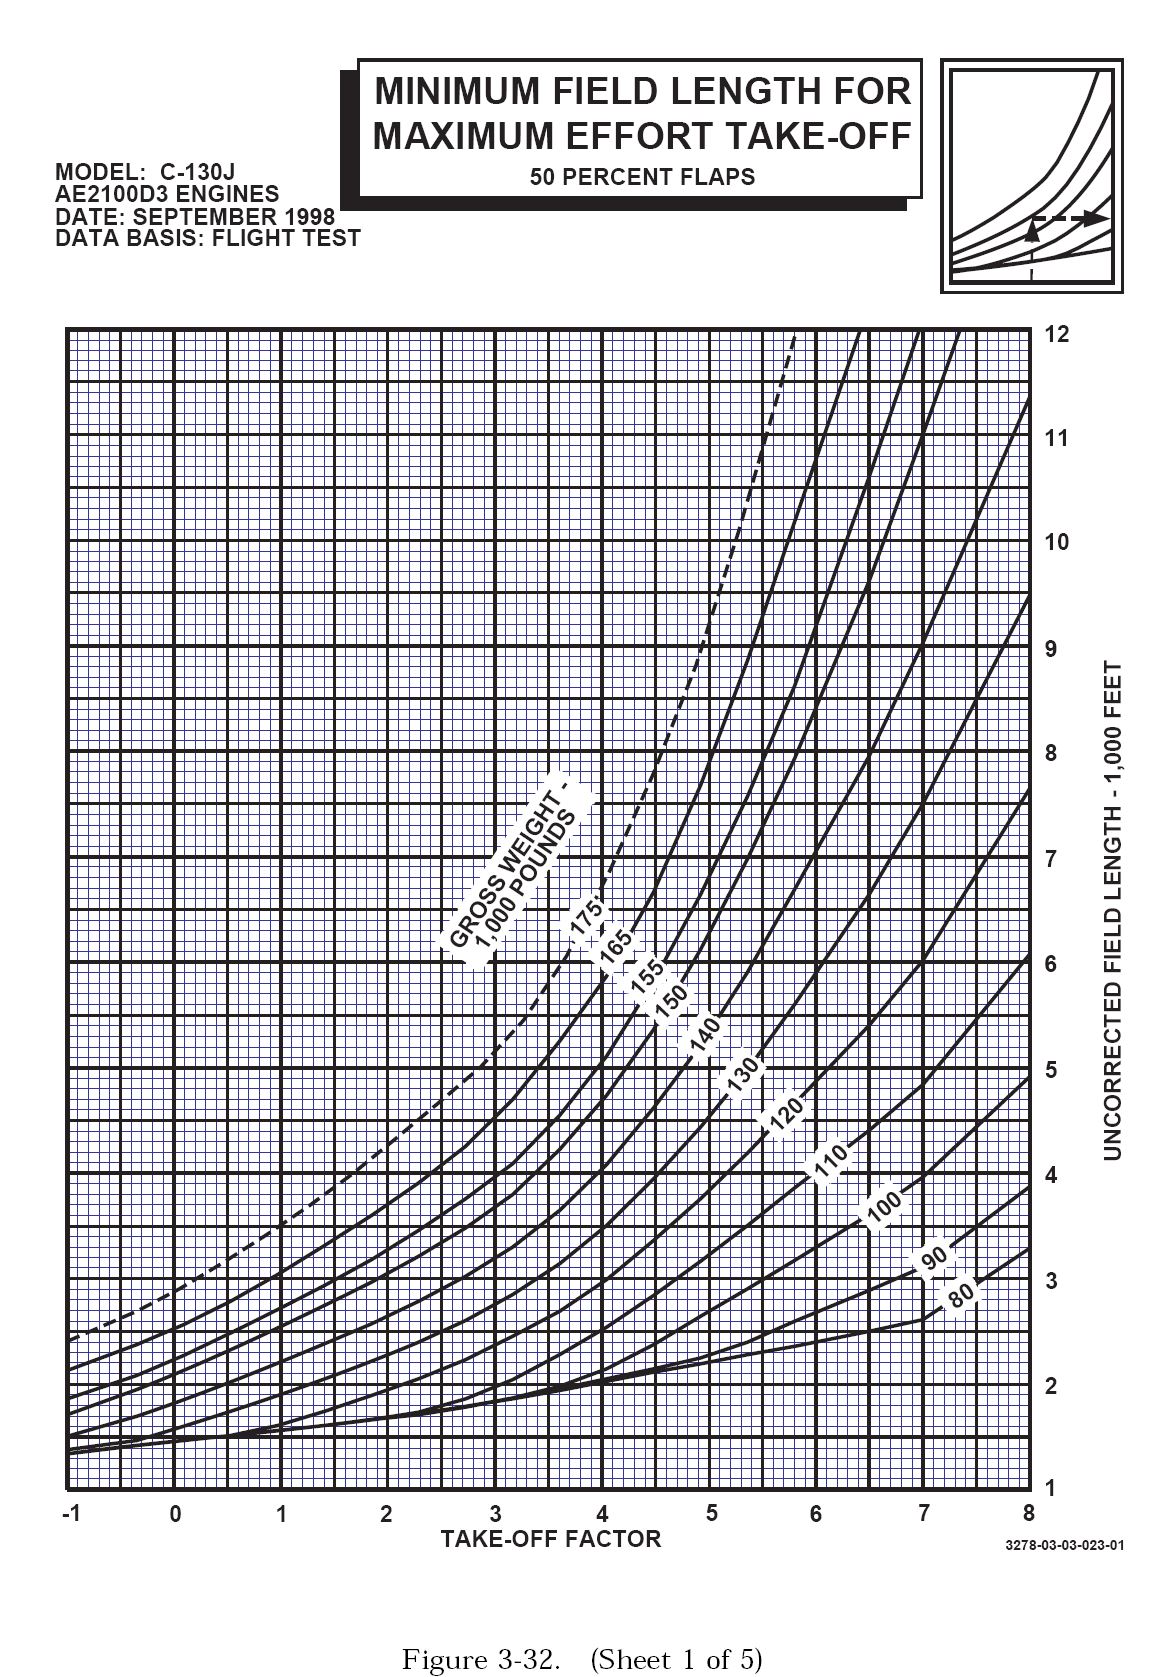 MINIMUM FIELD LENGTH FOR
MAXIMUM EFFORT TAKE-OFF
50 PERCENT FLAPS
MODEL: C-130J
AE2100D3 ENGINES
DATE: SEPTEMBER 1998
DATA BASIS: FLIGHT TEST
12
11
10
9
8
7
6
5
4
3
2
1
UNCORRECTED FIELD LENGTH - 1,000 FEET
GROSS WEIGHT -
1,000 POUNDS
175
165
155
150
140
130
120
110
100
90
80
-1 0 1 2 3 4 5 6 7 8
TAKE-OFF FACTOR
3278-03-03-023-01
Figure 3-32. (Sheet 1 of 5)